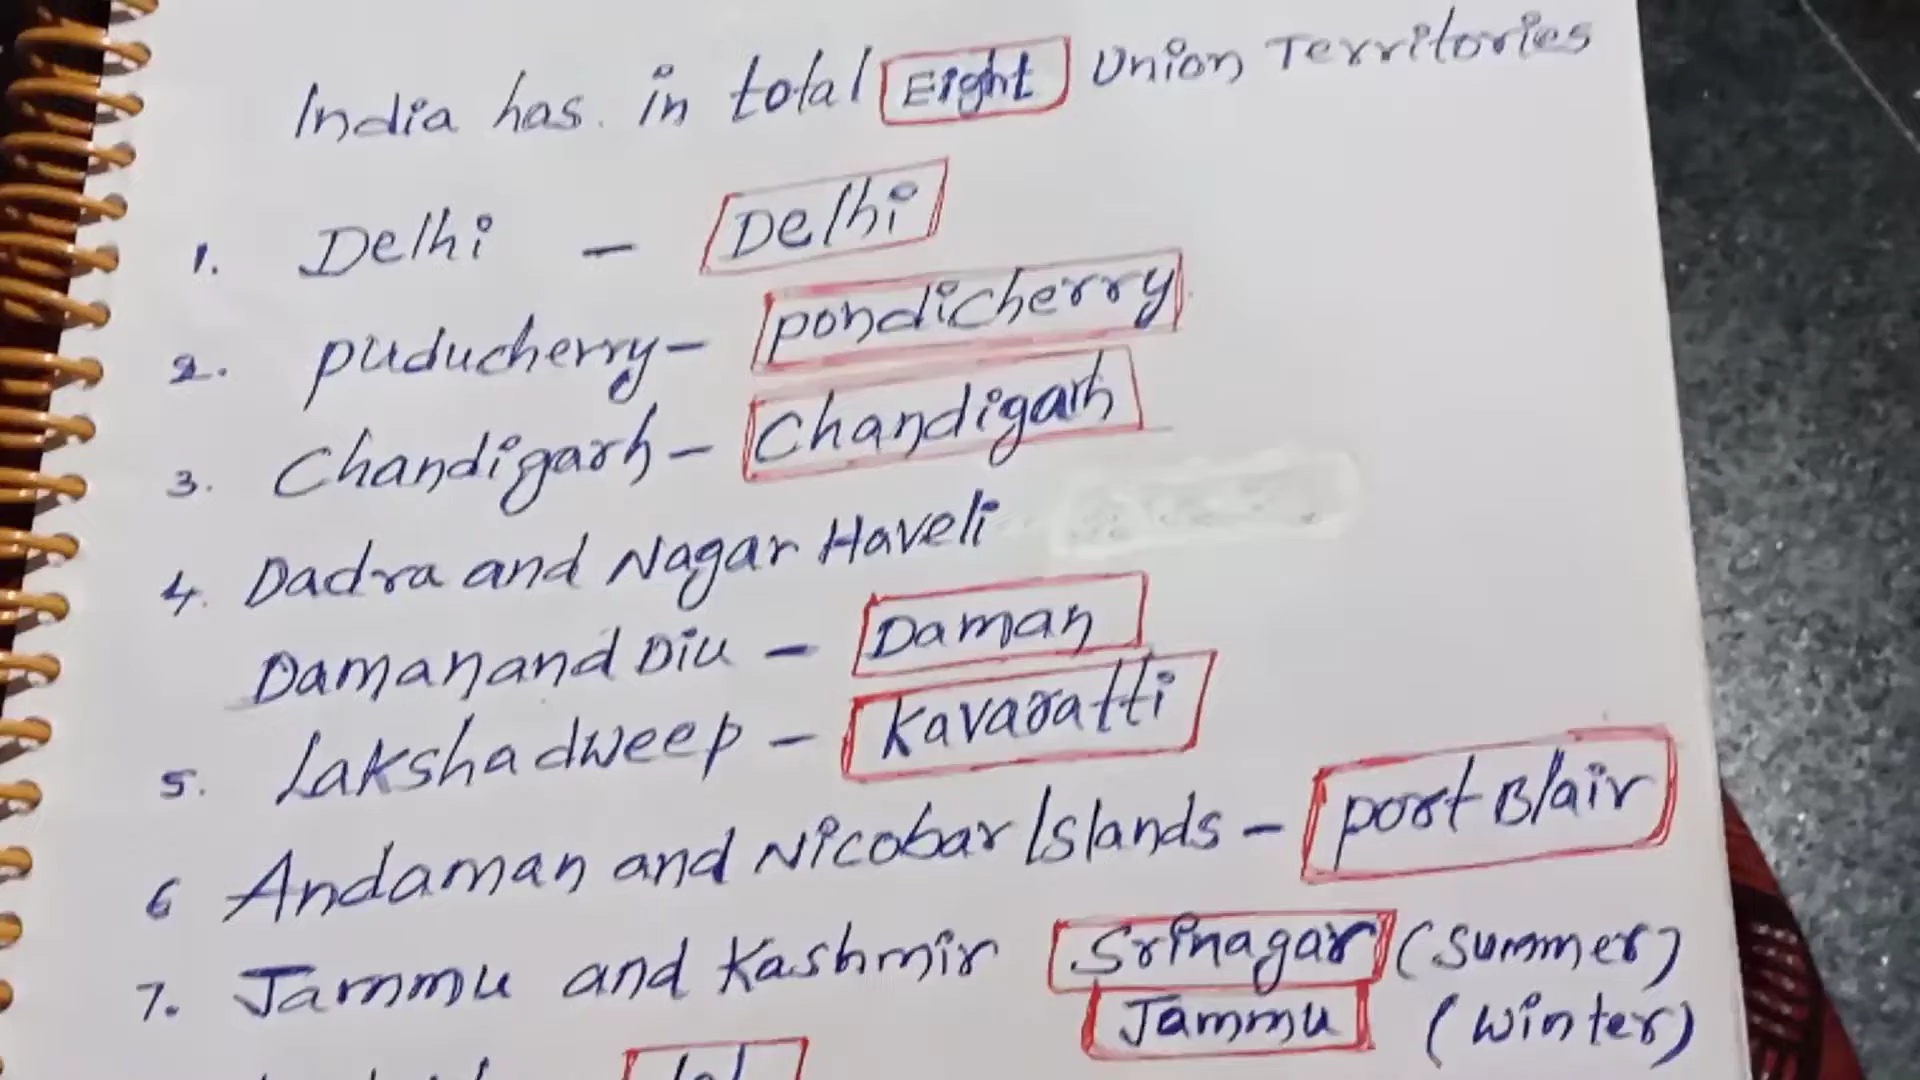 India has in total Eight Union Territories
1. Delhi - Delhi
2. puducherry - pondicherry
3. Chandigarh - Chandigarh
4. Dadra and Nagar Haveli
Daman and Diu - Daman
5. Lakshadweep - Kavaratti
6 Andaman and Nicobar Islands - port Blair
7. Jammu and Kashmir Srinagar (Summer)
Jammu (winter)